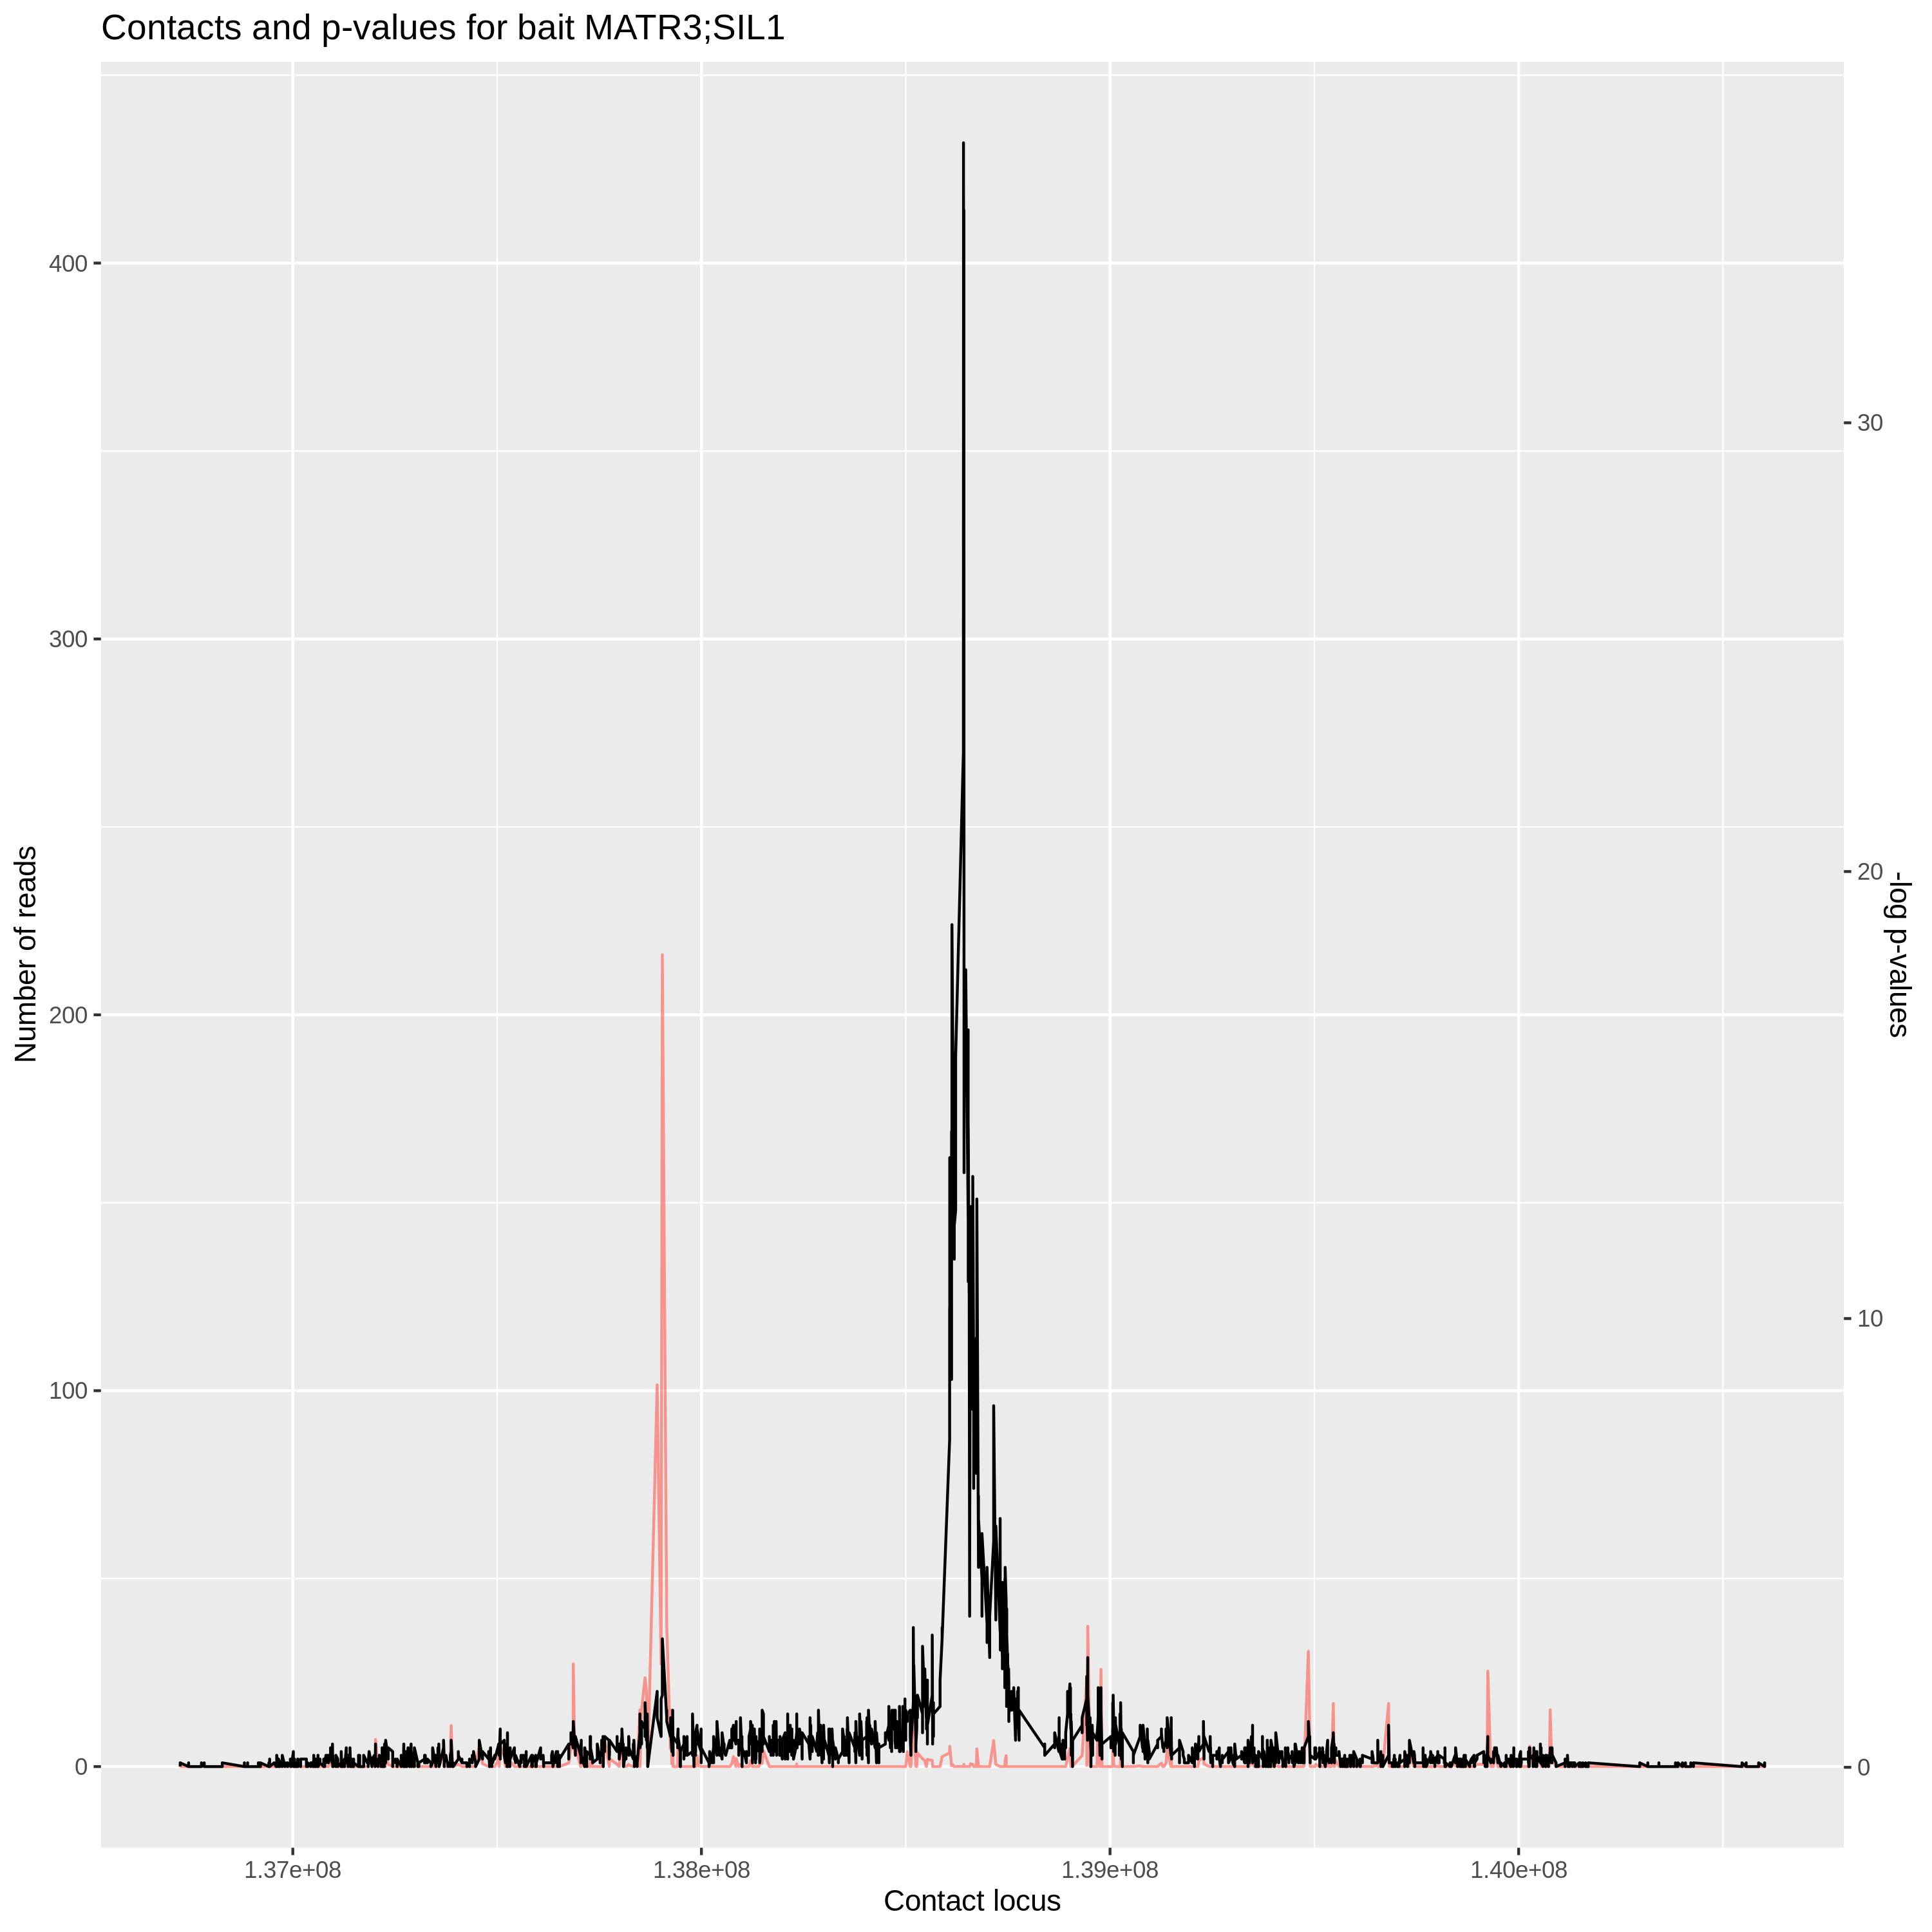 Contacts and p-values for bait MATR3;SIL1
400
300
200
100
0
Number of reads
30
20
10
0
-log p-values
1.37e+08
1.38e+08
1.39e+08
1.40e+08
Contact locus